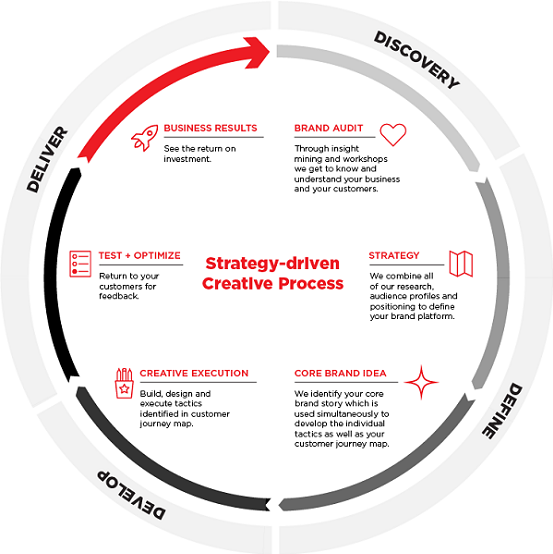 DISCOVERY
DELIVER
BUSINESS RESULTS
See the return on
investment.
BRAND AUDIT
Through insight
mining and workshops
we get to know and
understand your business
and your customers.
TEST + OPTIMIZE
Return to your
customers for
feedback.
Strategy-driven
Creative Process
STRATEGY
We combine all
of our research,
audience profiles and
positioning to define
your brand platform.
CREATIVE EXECUTION
Build, design and
execute tactics
identified in customer
journey map.
CORE BRAND IDEA
We identify your core
brand story which is
used simultaneously to
develop the individual
tactics as well as your
customer journey map.
DEFINE
DEVELOP